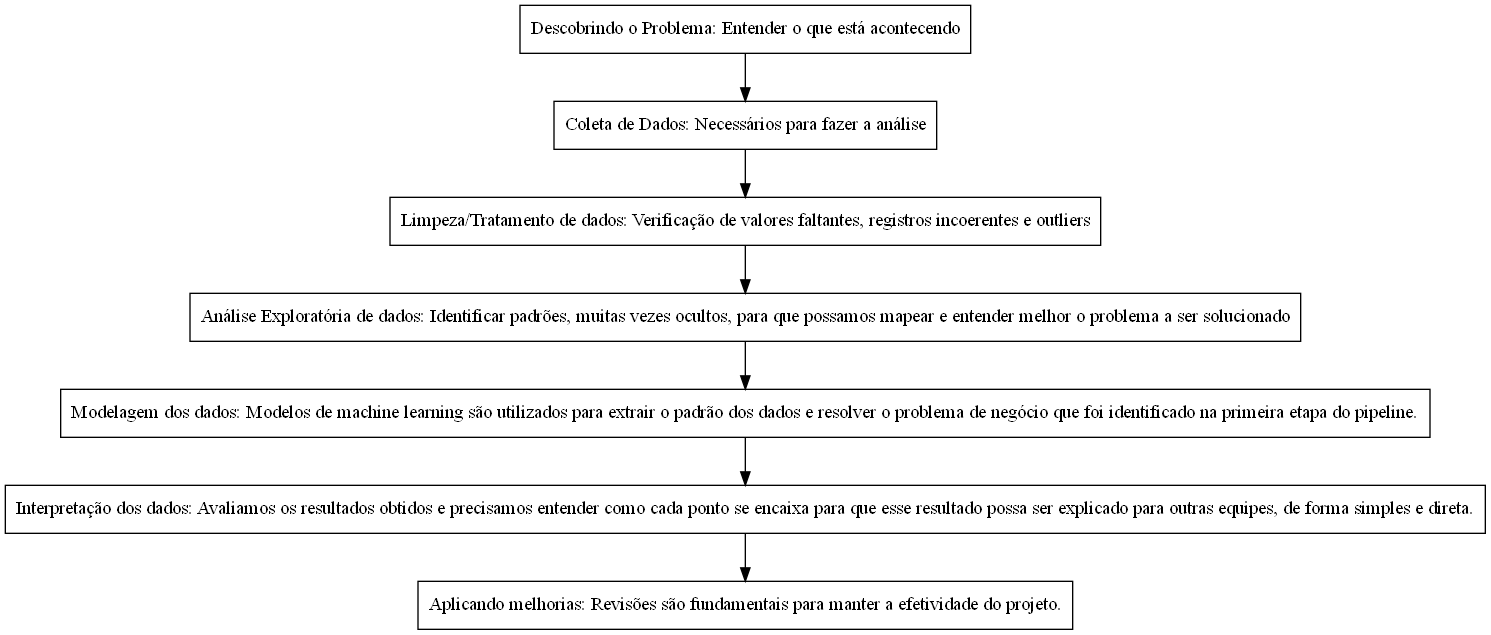 Descobrindo o Problema: Entender o que está acontecendo
Coleta de Dados: Necessários para fazer a análise
Limpeza/Tratamento de dados: Verificação de valores faltantes, registros incoerentes e outliers
Análise Exploratória de dados: Identificar padrões, muitas vezes ocultos, para que possamos mapear e entender melhor o problema a ser solucionado
Modelagem dos dados: Modelos de machine learning são utilizados para extrair o padrão dos dados e resolver o problema de negócio que foi identificado na primeira etapa do pipeline.
Interpretação dos dados: Avaliamos os resultados obtidos e precisamos entender como cada ponto se encaixa para que esse resultado possa ser explicado para outras equipes, de forma simples e direta.
Aplicando melhorias: Revisões são fundamentais para manter a efetividade do projeto.